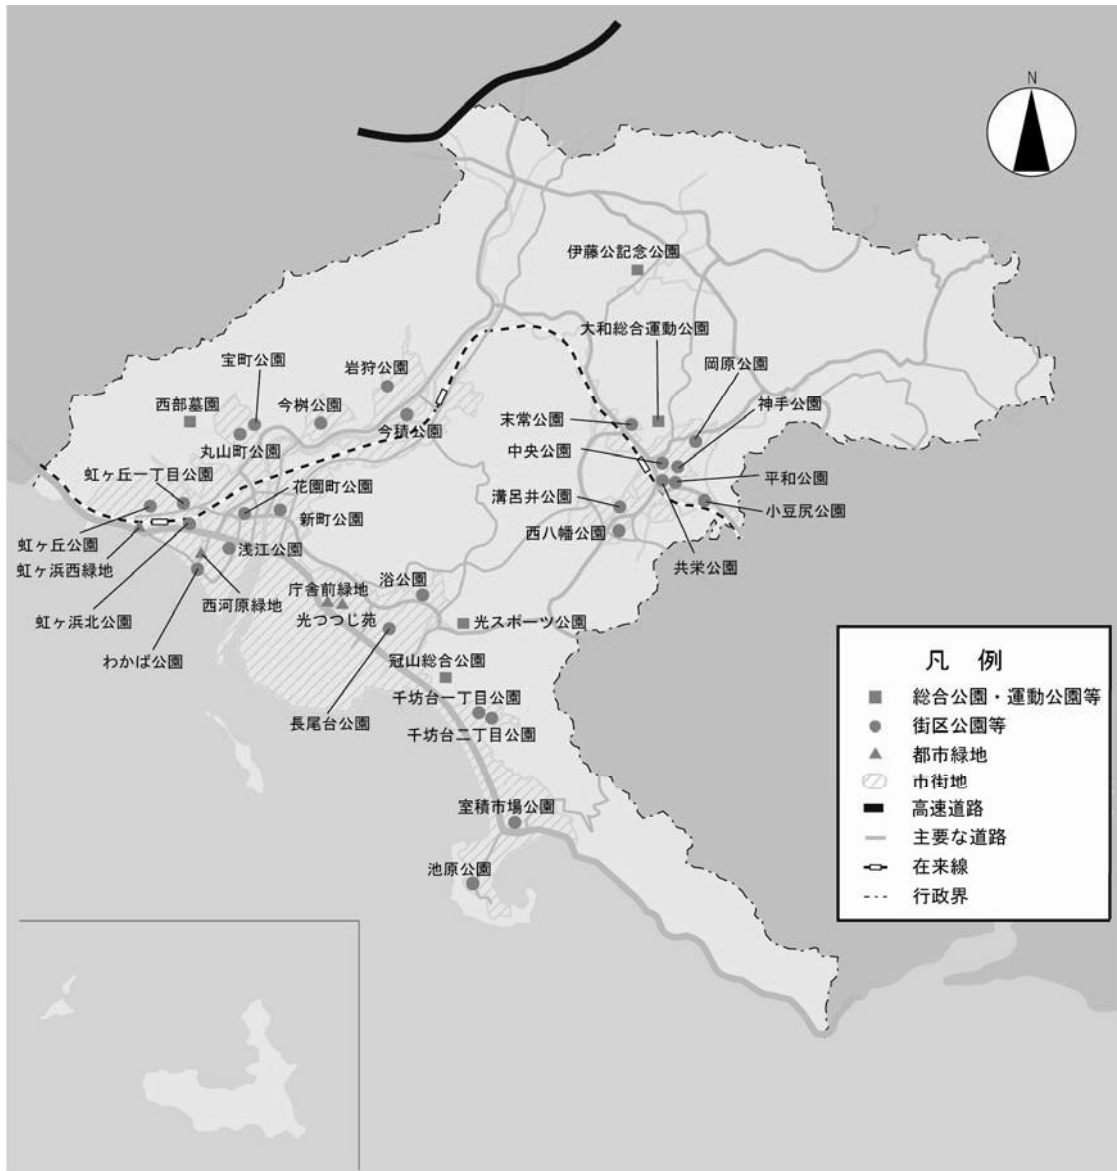 N
伊藤公記念公園
大和総合運動公園
宝町公園
岩狩公園
岡原公園
西部墓園
今桝公園
末常公園
神手公園
今積公園
丸山町公園
中央公園
虹ヶ丘一丁目公園
花園町公園
平和公園
溝呂井公園
小豆尻公園
新町公園
西八幡公園
虹ヶ丘公園
浅江公園
虹ヶ浜西緑地
共栄公園
西河原緑地
庁舎前緑地
浴公園
虹ヶ浜北公園
光つつじ苑
光スポーツ公園
わかば公園
冠山総合公園
千坊台一丁目公園
長尾台公園
千坊台二丁目公園
室積市場公園
池原公園
凡 例
総合公園・運動公園等
街区公園等
都市緑地
市街地
高速道路
主要な道路
在来線
行政界